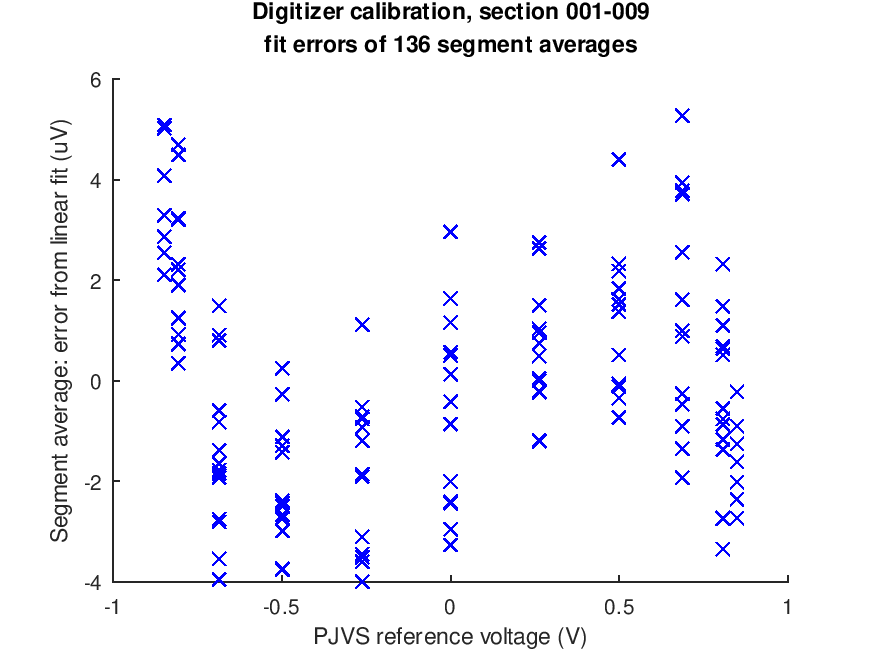 Digitizer calibration, section 001-009
fit errors of 136 segment averages
Segment average: error from linear fit (uV)
6
4
2
0
-2
-4
-1
-0.5
0
0.5
1
PJVS reference voltage (V)